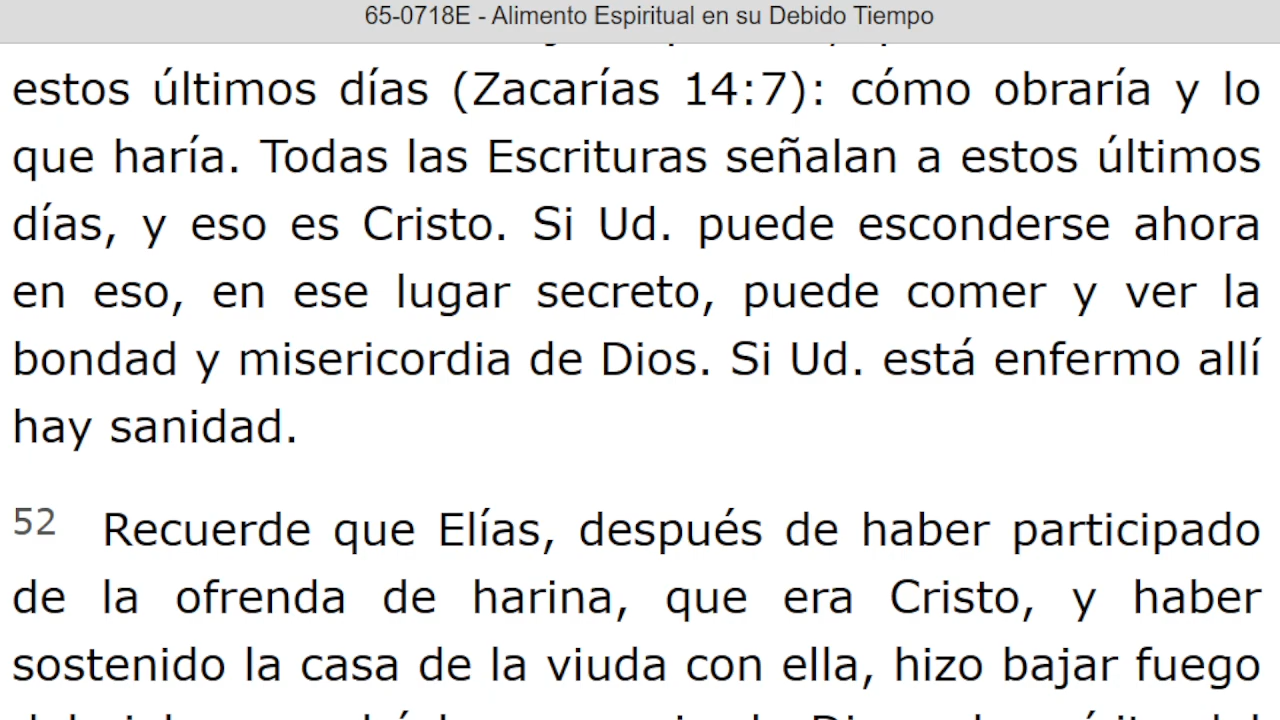 65-0718E - Alimento Espiritual en su Debido Tiempo
estos últimos días (Zacarías 14:7): cómo obraría y lo
que haría. Todas las Escrituras señalan a estos últimos
días, y eso es Cristo. Si Ud. puede esconderse ahora
en eso, en ese lugar secreto, puede comer y ver la
bondad y misericordia de Dios. Si Ud. está enfermo allí
hay sanidad.
52 Recuerde que Elías, después de haber participado
de la ofrenda de harina, que era Cristo, y haber
sostenido la casa de la viuda con ella, hizo bajar fuego